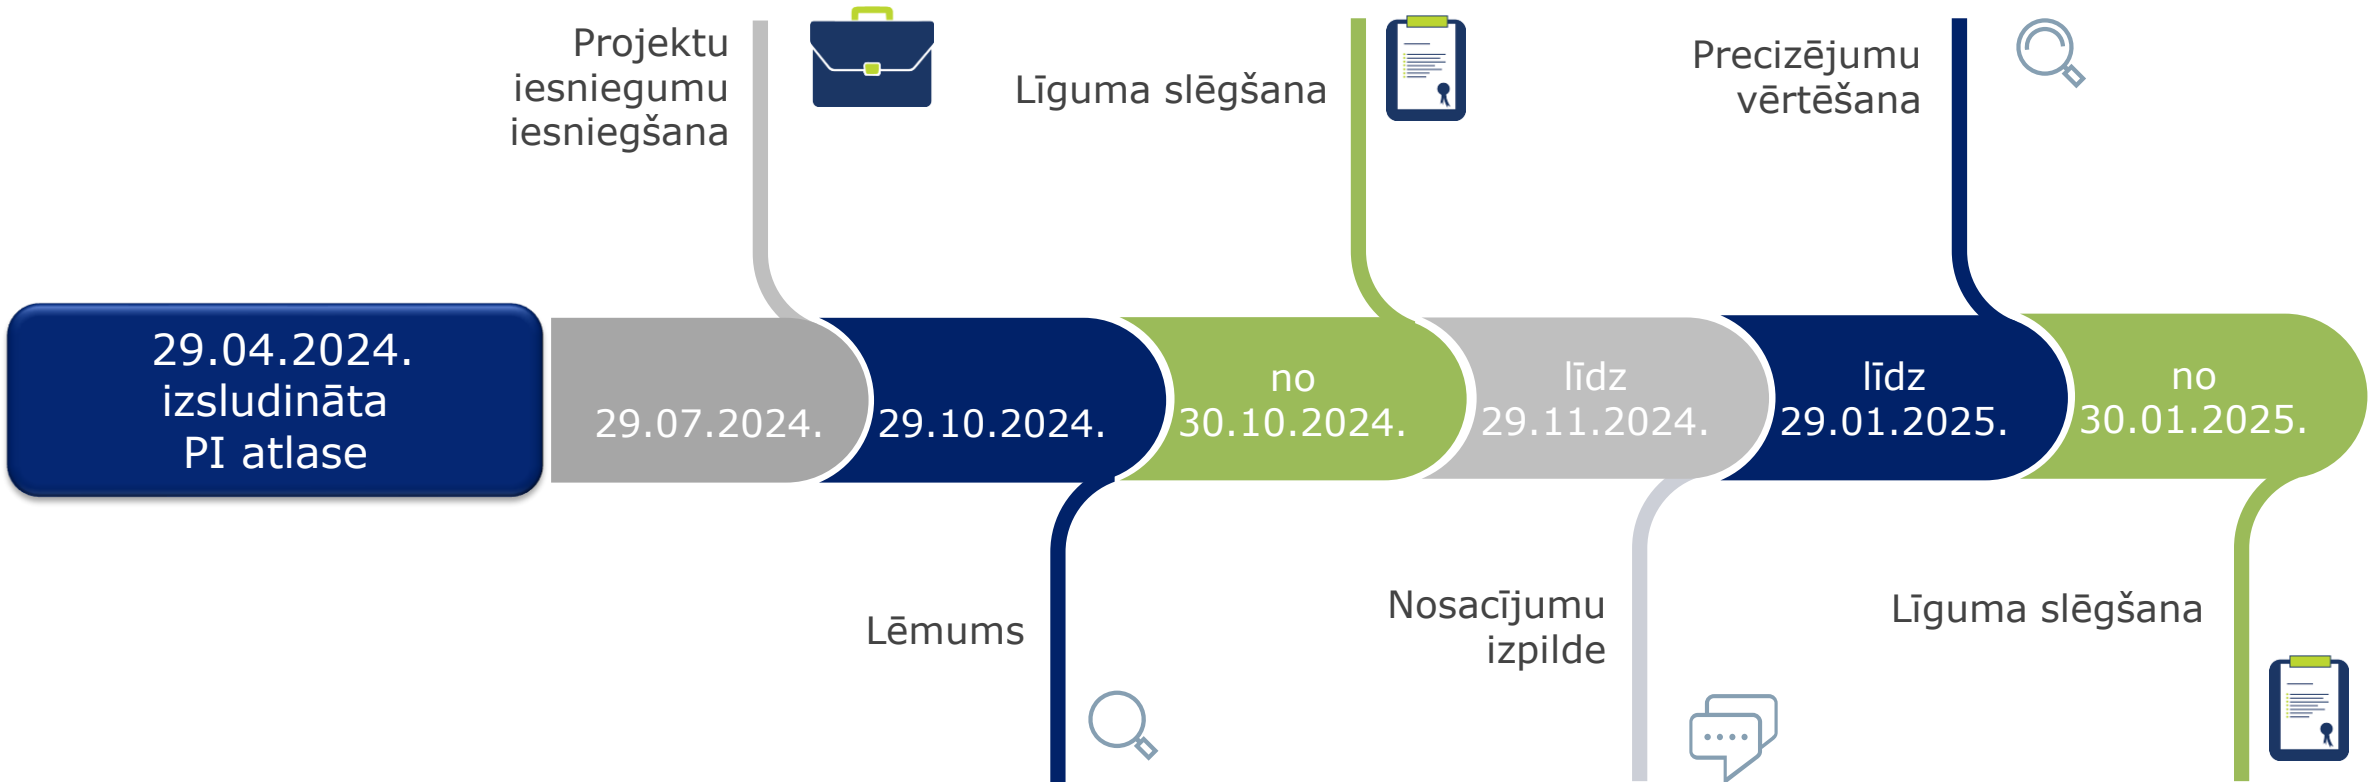 Projektu
iesniegumu
iesniegšana
Līguma slēgšana
Precizējumu
vērtēšana
29.04.2024.
izsludināta
PI atlase
29.07.2024.
29.10.2024.
no
30.10.2024.
līdz
29.11.2024.
līdz
29.01.2025.
no
30.01.2025.
Lēmums
Nosacījumu
izpilde
Līguma slēgšana